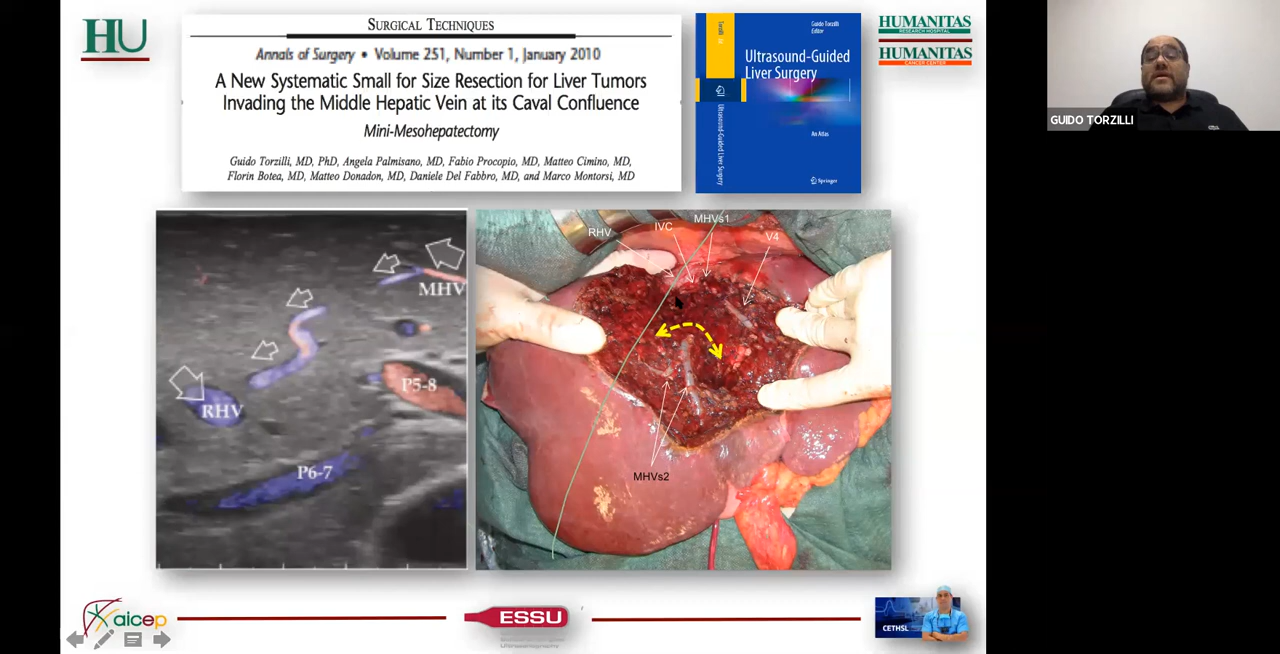 HU
SURGICAL TECHNIQUES
Annals of Surgery • Volume 251, Number 1, January 2010
A New Systematic Small for Size Resection for Liver Tumors
Invading the Middle Hepatic Vein at its Caval Confluence
Mini-Mesohepatectomy
Guido Torzilli, MD, PhD, Angela Palmisano, MD, Fabio Procopio, MD, Matteo Cimino, MD,
Florin Botea, MD, Matteo Donadon, MD, Daniele Del Fabbro, MD, and Marco Montorsi, MD
Torzilli
Ultrasound-Guided Liver Surgery
Guido Torzilli
Editor
Ultrasound-Guided
Liver Surgery
An Atlas
Springer
HUMANITAS
RESEARCH HOSPITAL
HUMANITAS
CANCER CENTER
GUIDO TORZILLI
MHV
P5-8
RHV
P6-7
RHV
IVC
MHVs1
V4
MHVs2
aicep
ESSU
CETHSL